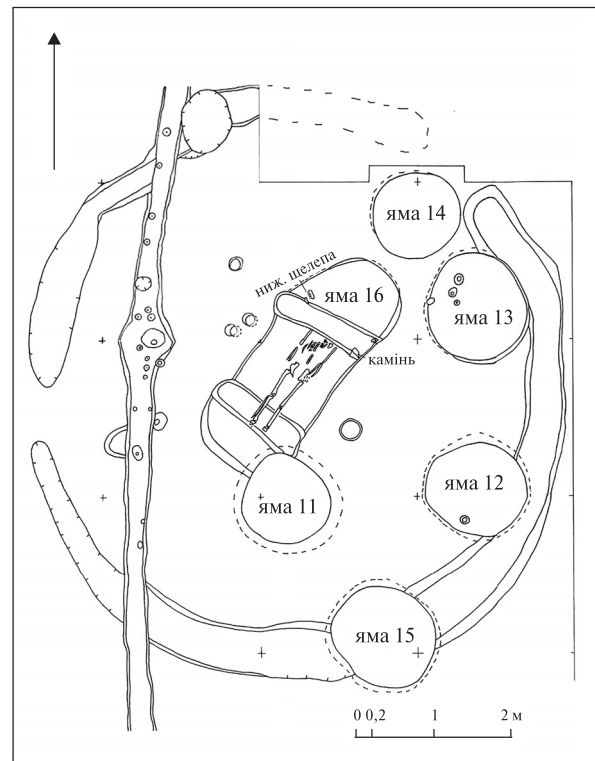 яма 14
ниж. щелепа
яма 16
яма 13
камінь
яма 12
яма 11
яма 15
0 0,2 1 2 м